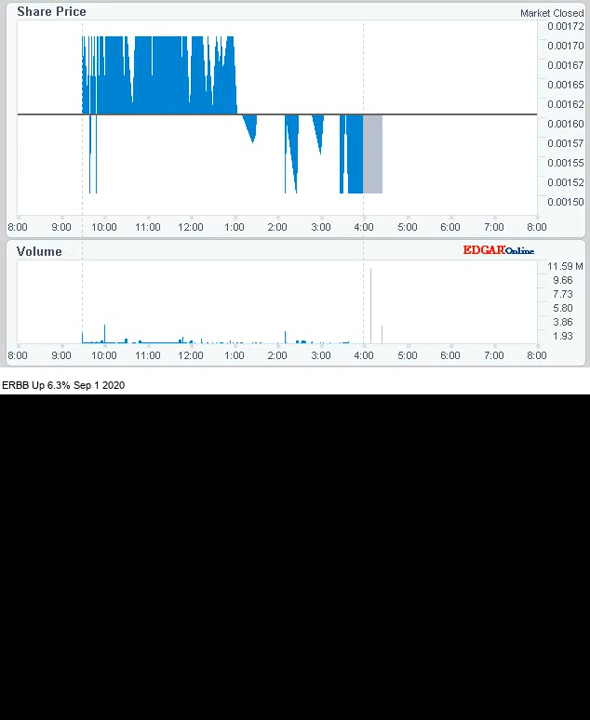 Share Price
Market Closed
0.00172
0.00170
0.00167
0.00165
0.00162
0.00160
0.00157
0.00155
0.00152
0.00150
8:00 9:00 10:00 11:00 12:00 1:00 2:00 3:00 4:00 5:00 6:00 7:00 8:00
Volume
EDGAROnline
11.59 M
9.66
7.73
5.80
3.86
1.93
8:00 9:00 10:00 11:00 12:00 1:00 2:00 3:00 4:00 5:00 6:00 7:00 8:00
ERBB Up 6.3% Sep 1 2020